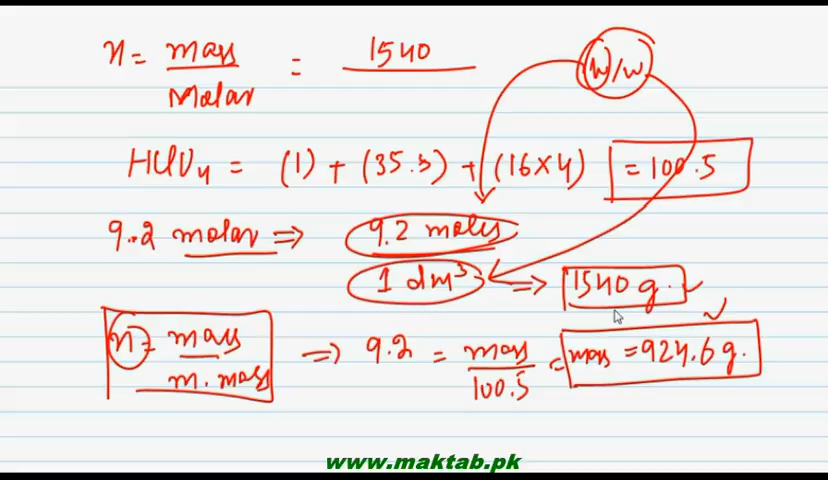 n = mass = 1540
Molar
w/w
HClO4 = (1) + (35.5) + (16×4) = 100.5
9.2 molar ⇒ 9.2 moles
1 dm³ ⇒ 1540 g.
n = mass ⇒ 9.2 = mass = mass = 924.6 g.
m. mass 100.5
www.maktab.pk